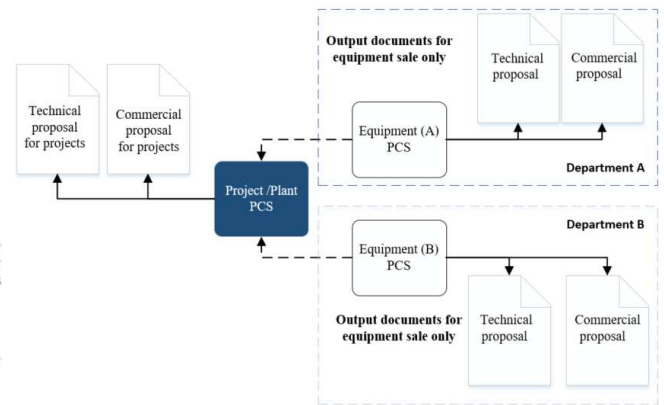 Output documents for
equipment sale only
Technical
proposal
Commercial
proposal
Technical
proposal
for projects
Commercial
proposal
for projects
Equipment (A)
PCS
Department A
Project /Plant
PCS
Department B
Equipment (B)
PCS
Output documents for
equipment sale only
Technical
proposal
Commercial
proposal